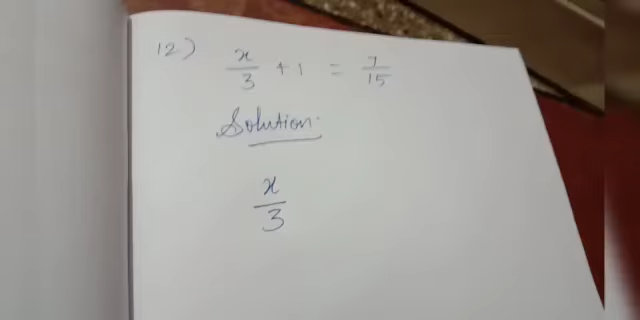 12) x/3 + 1 = 7/15
Solution.
x/3